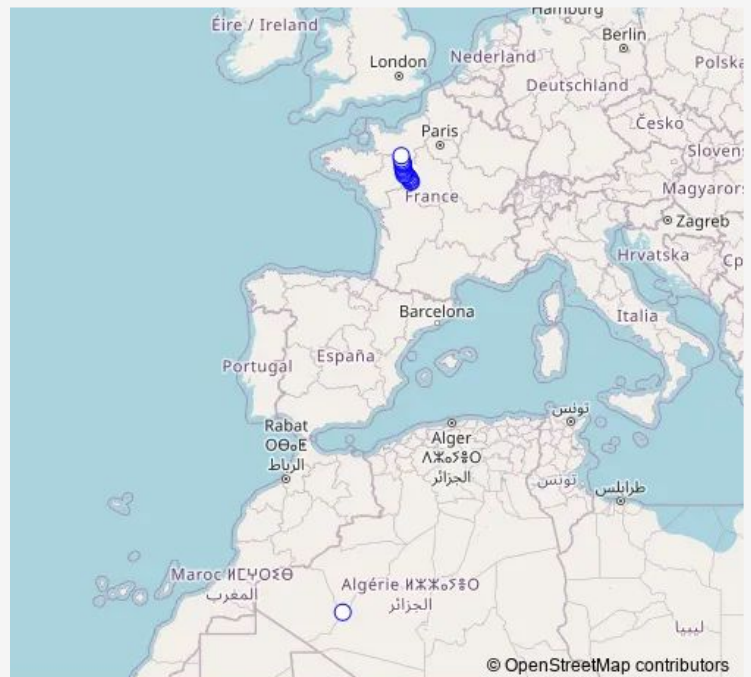 Hamburg
Éire / Ireland
Berlin
London
Nederland
Polska
Deutschland
Paris
Česko
Slovens
France
Magyarors
Zagreb
Hrvatska
Ср
Barcelona
Italia
España
Portugal
Rabat
ⵔⴱⴰⵟ
الرباط
Alger
ⴷⵣⴰⵢⴻⵔ
الجزائر
تونس
تونس
طرابلس
Maroc ⵍⵎⵖⵔⵉⴱ
المغرب
Algérie ⵍⵣⵣⴰⵢⴻⵔ
الجزائر
ليبيا
© OpenStreetMap contributors